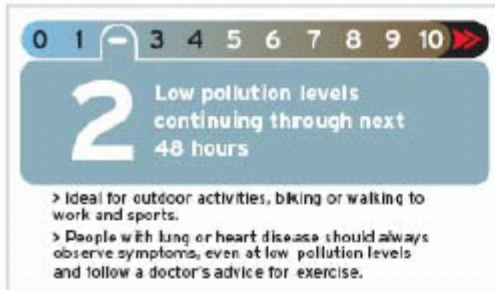 0 1 – 3 4 5 6 7 8 9 10
2
Low pollution levels
continuing through next
48 hours
> Ideal for outdoor activities, biking or walking to
work and sports.
> People with lung or heart disease should always
observe symptoms, even at low pollution levels
and follow a doctor's advice for exercise.